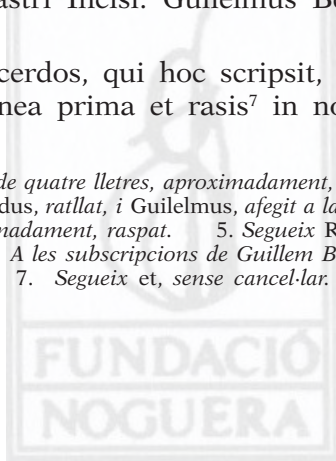 astri Incisi. Guilelmus B
cerdos, qui hoc scripsit,
nea prima et rasis⁷ in no
de quatre lletres, aproximadament,
dus, ratllat, i Guilelmus, afegit a la
nadament, raspat. 5. Segueix R
A les subscripcions de Guillem B
7. Segueix et, sense cancel·lar.
FUNDACIÓ
NOGUERA